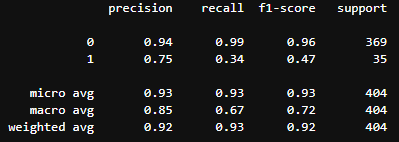 precision recall f1-score support
0 0.94 0.99 0.96 369
1 0.75 0.34 0.47 35
micro avg 0.93 0.93 0.93 404
macro avg 0.85 0.67 0.72 404
weighted avg 0.92 0.93 0.92 404